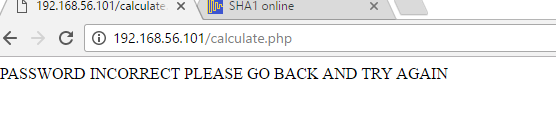 192.168.56.101/calculate
SHA1 online
192.168.56.101/calculate.php
PASSWORD INCORRECT PLEASE GO BACK AND TRY AGAIN